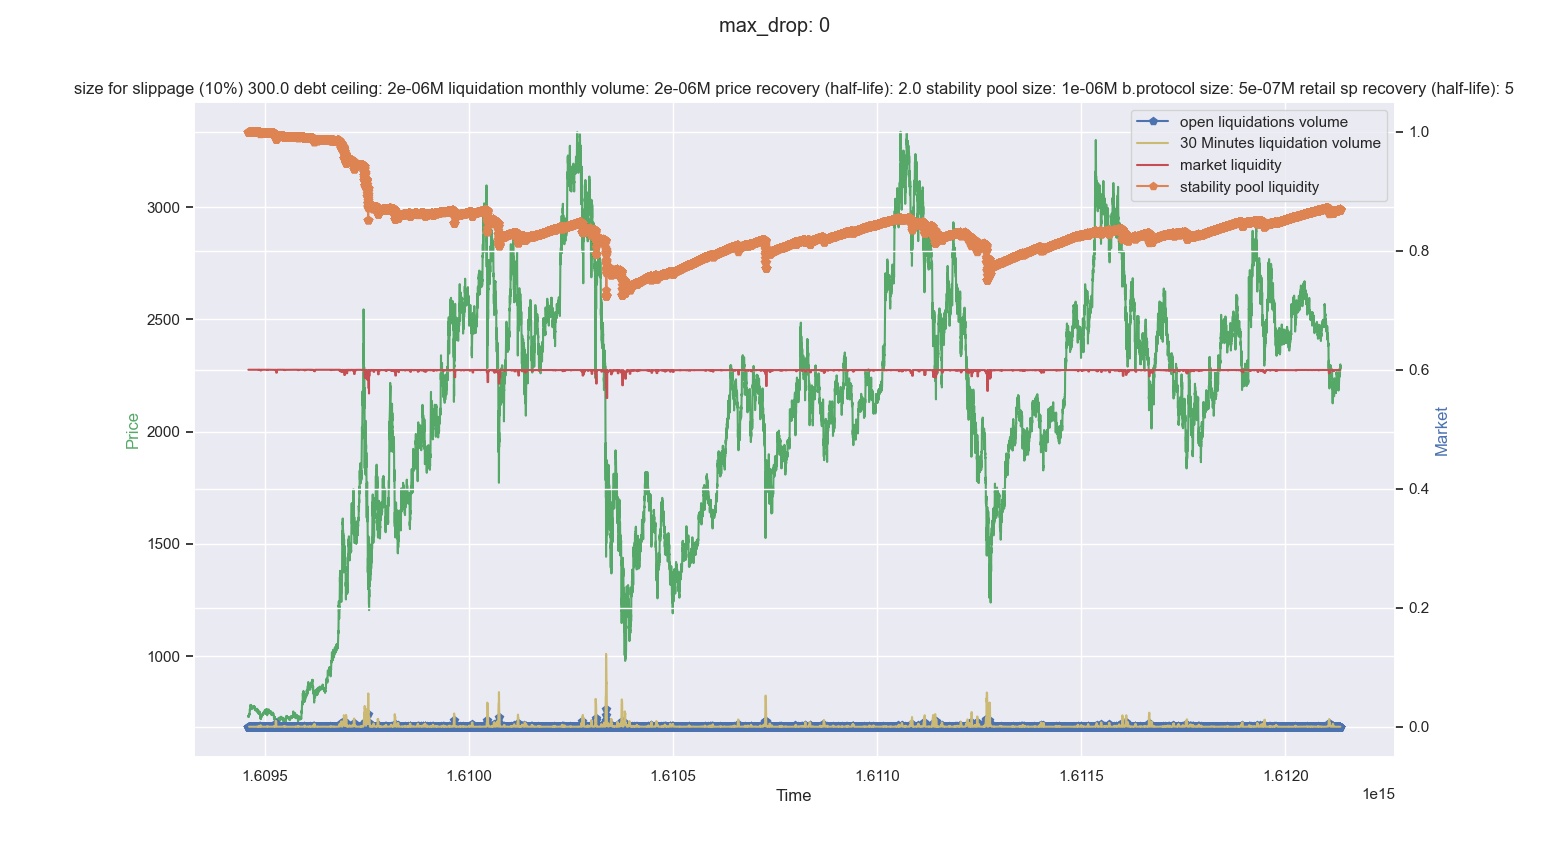 max_drop: 0
size for slippage (10%) 300.0 debt ceiling: 2e-06M liquidation monthly volume: 2e-06M price recovery (half-life): 2.0 stability pool size: 1e-06M b.protocol size: 5e-07M retail sp recovery (half-life): 5
open liquidations volume
30 Minutes liquidation volume
market liquidity
stability pool liquidity
3000
2500
2000
1500
1000
Price
1.0
0.8
0.6
0.4
0.2
0.0
Market
1.6095 1.6100 1.6105 1.6110 1.6115 1.6120
Time
1e15